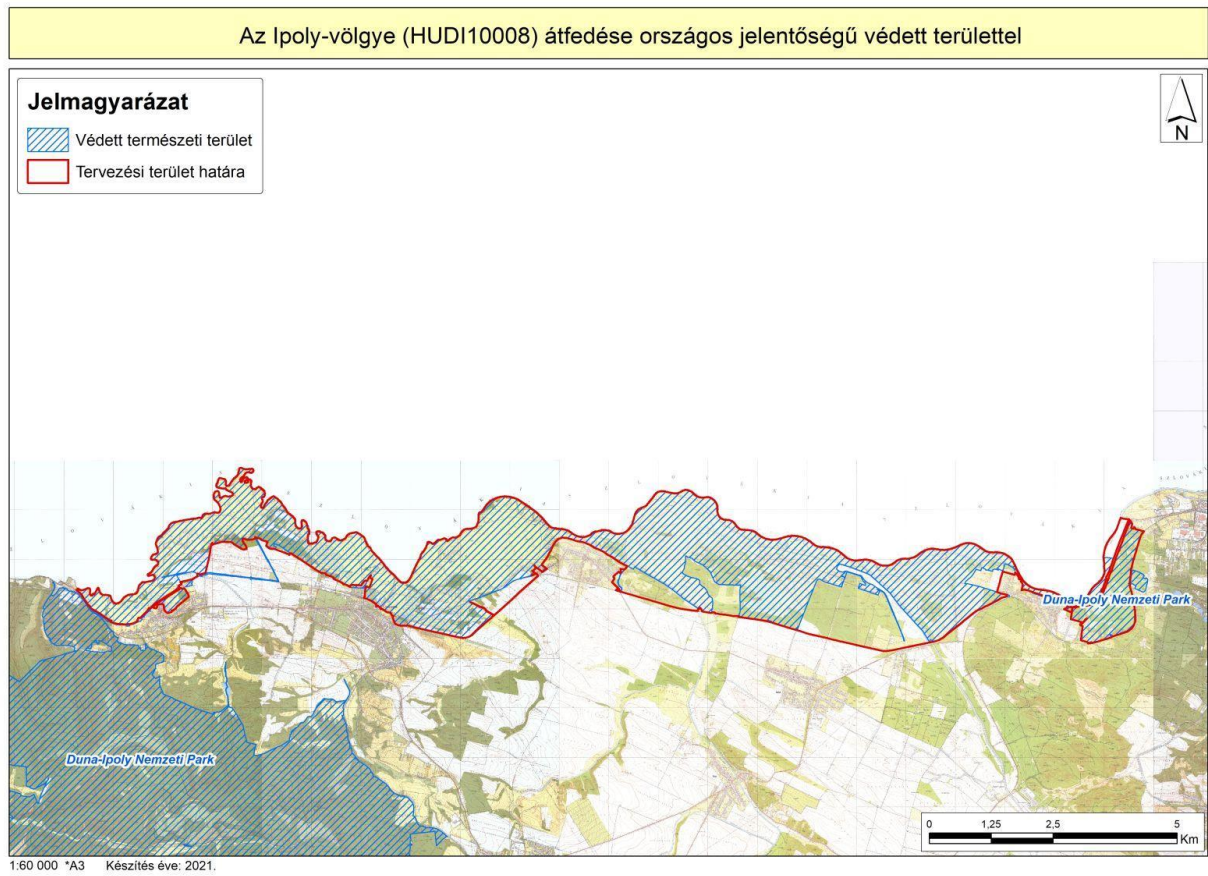 Az Ipoly-völgye (HUDI10008) átfedése országos jelentőségű védett területtel
Jelmagyarázat
Védett természeti terület
Tervezési terület határa
N
Duna-Ipoly Nemzeti Park
Duna-Ipoly Nemzeti Park
0 1,25 2,5 5
Km
1:60 000 *A3 Készítés éve: 2021.